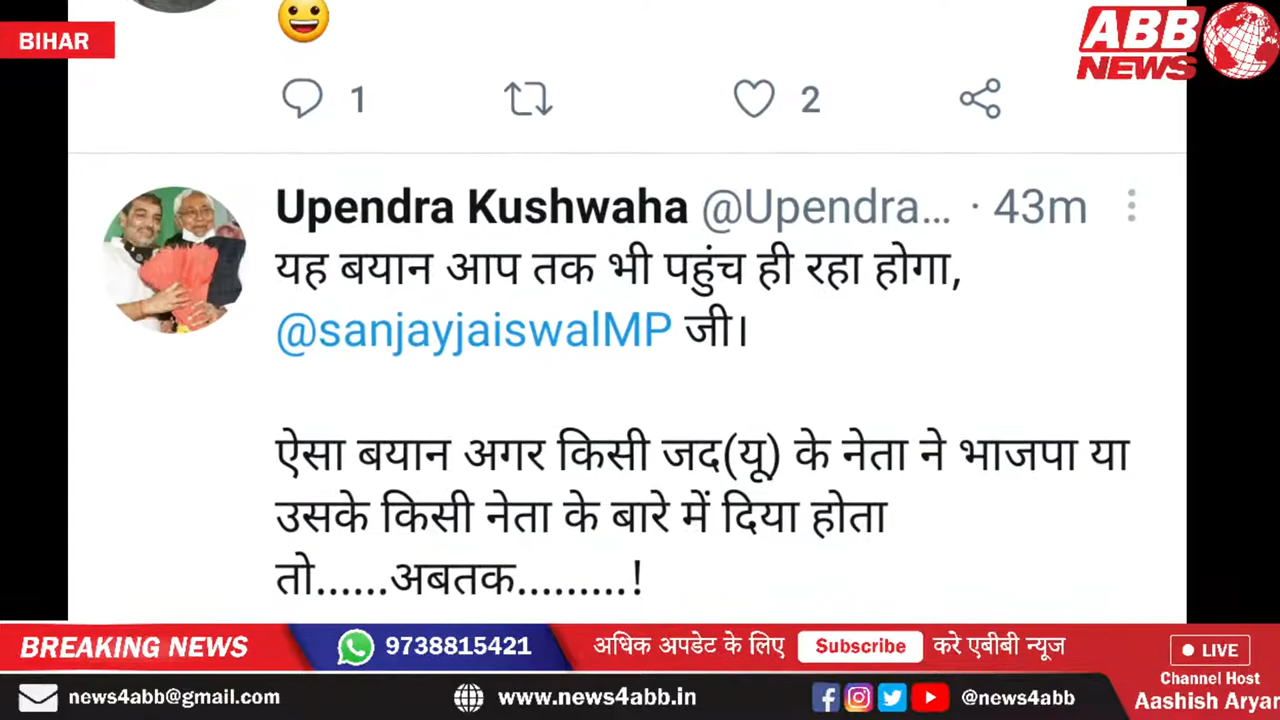 BIHAR
ABB
NEWS
1
2
Upendra Kushwaha @Upendra... · 43m
यह बयान आप तक भी पहुंच ही रहा होगा,
@sanjayjaiswalMP जी।
ऐसा बयान अगर किसी जद(यू) के नेता ने भाजपा या
उसके किसी नेता के बारे में दिया होता
तो......अबतक.........!
BREAKING NEWS
9738815421
अधिक अपडेट के लिए Subscribe करे एबीबी न्यूज
LIVE
Channel Host
Aashish Aryan
news4abb@gmail.com
www.news4abb.in
@news4abb